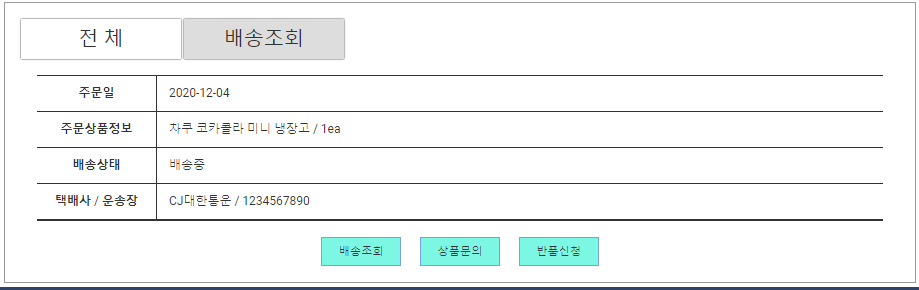 전 체 배송조회
주문일 2020-12-04
주문상품정보 차쿠 코카콜라 미니 냉장고 / 1ea
배송상태 배송중
택배사 / 운송장 CJ대한통운 / 1234567890
배송조회 상품문의 반품신청